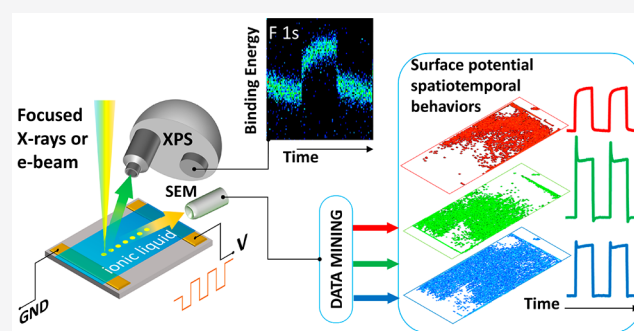 Focused
X-rays or
e-beam
XPS
SEM
ionic liquid
GND
V
Binding Energy
F 1s
Time
DATA MINING
Surface potential
spatiotemporal
behaviors
Time